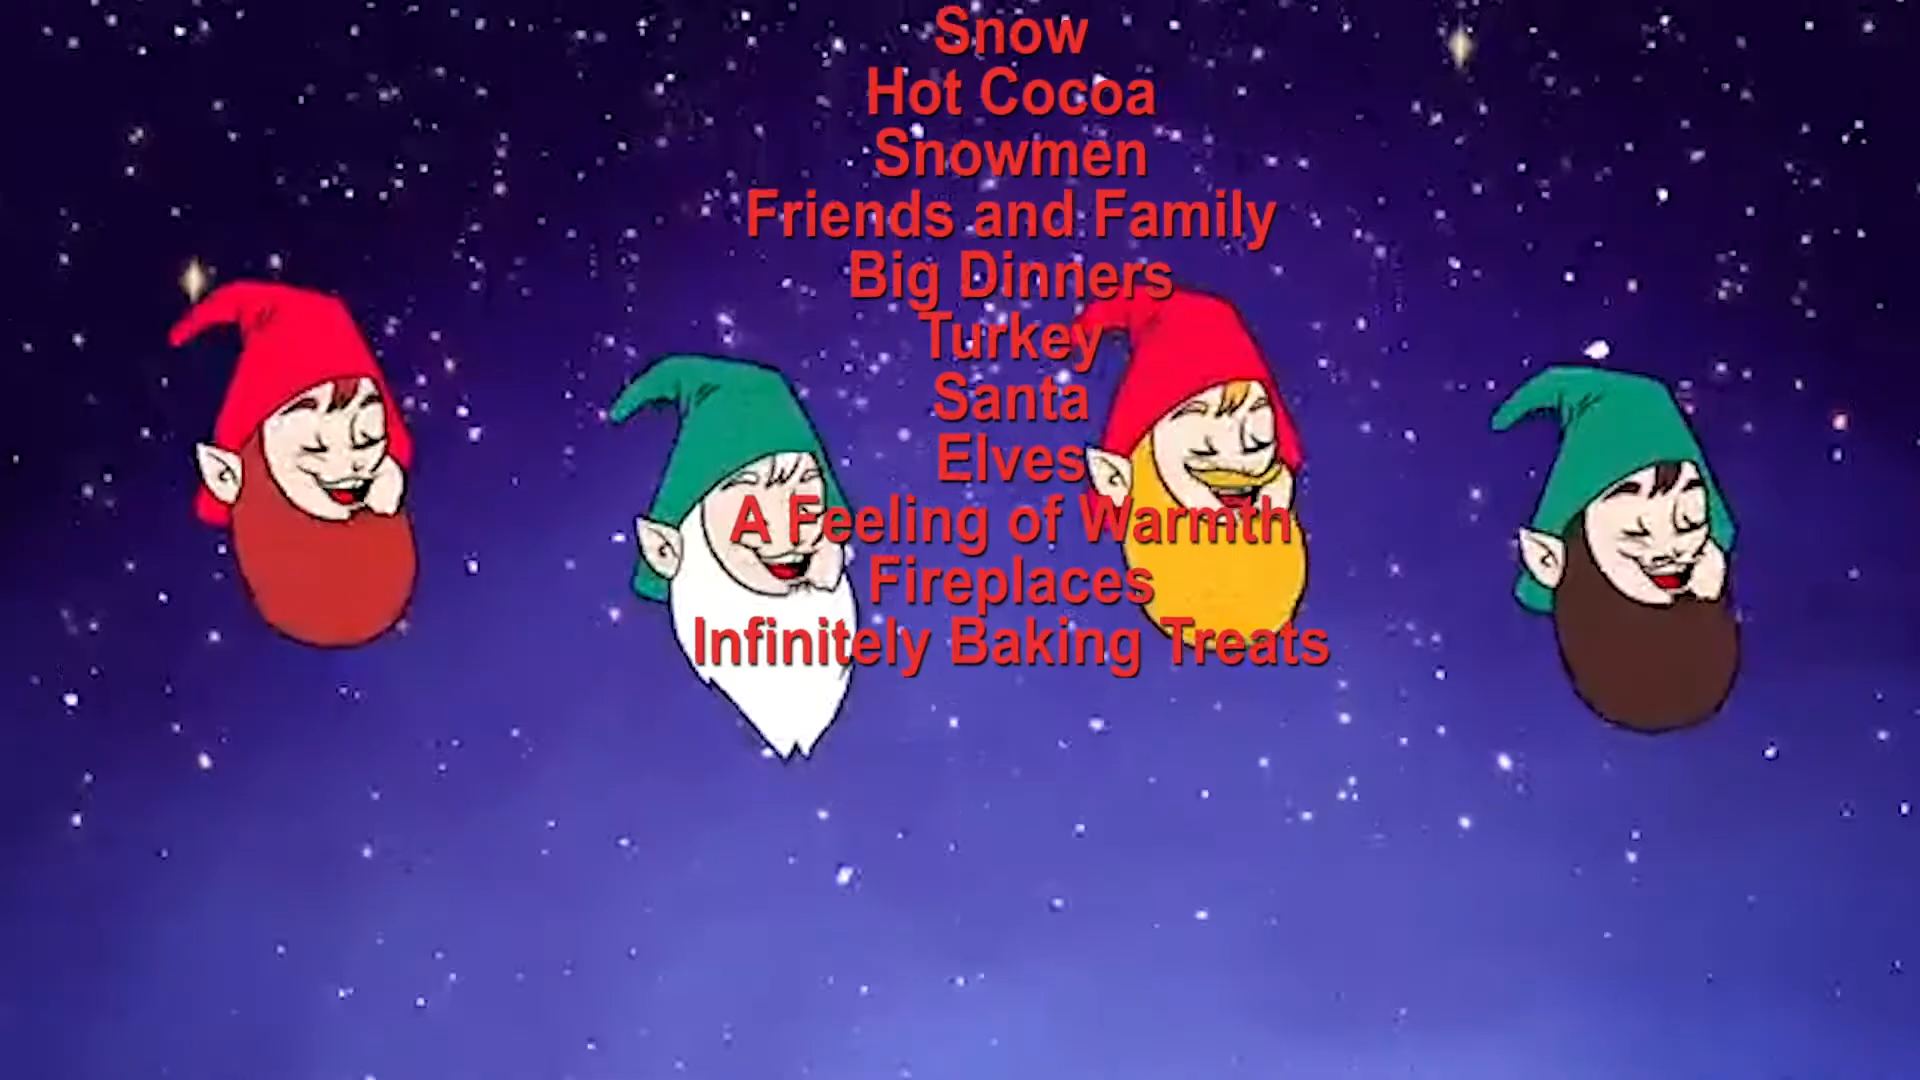 Snow
Hot Cocoa
Snowmen
Friends and Family
Big Dinners
Turkey
Santa
Elves
A Feeling of Warmth
Fireplaces
Infinitely Baking Treats